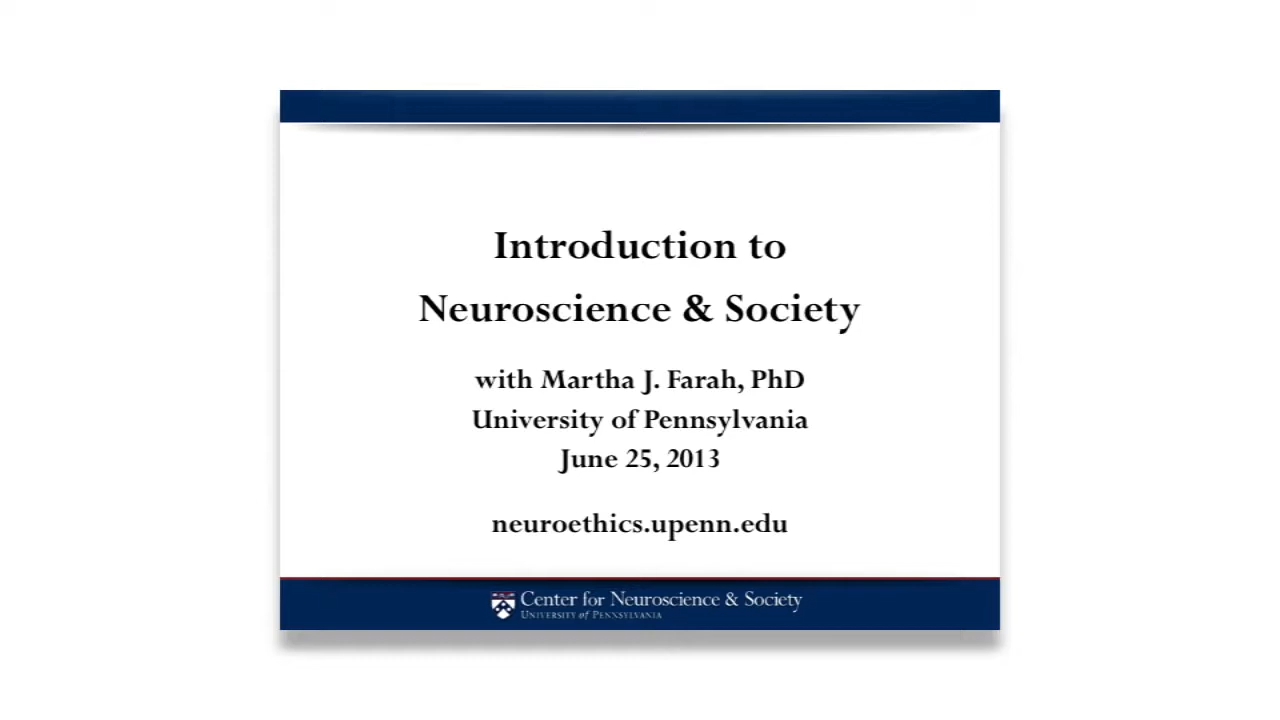 Introduction to
Neuroscience & Society
with Martha J. Farah, PhD
University of Pennsylvania
June 25, 2013
neuroethics.upenn.edu
Center for Neuroscience & Society
University of Pennsylvania